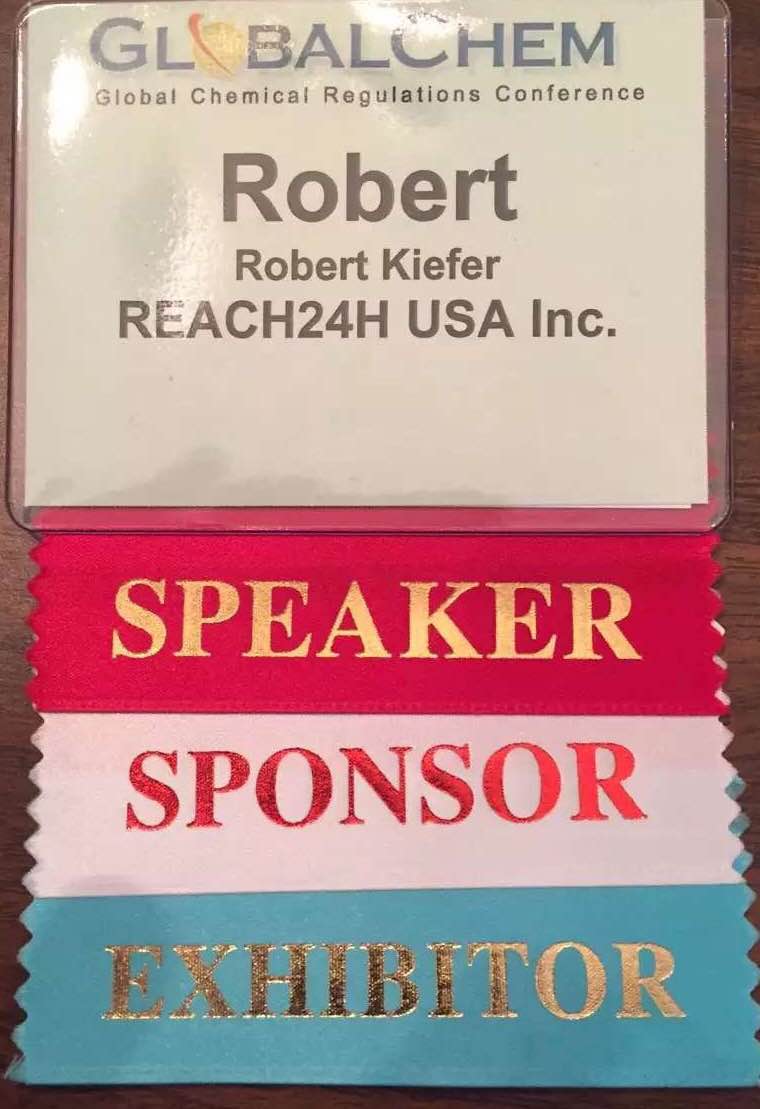 GLOBALCHEM
Global Chemical Regulations Conference
Robert
Robert Kiefer
REACH24H USA Inc.
SPEAKER
SPONSOR
EXHIBITOR